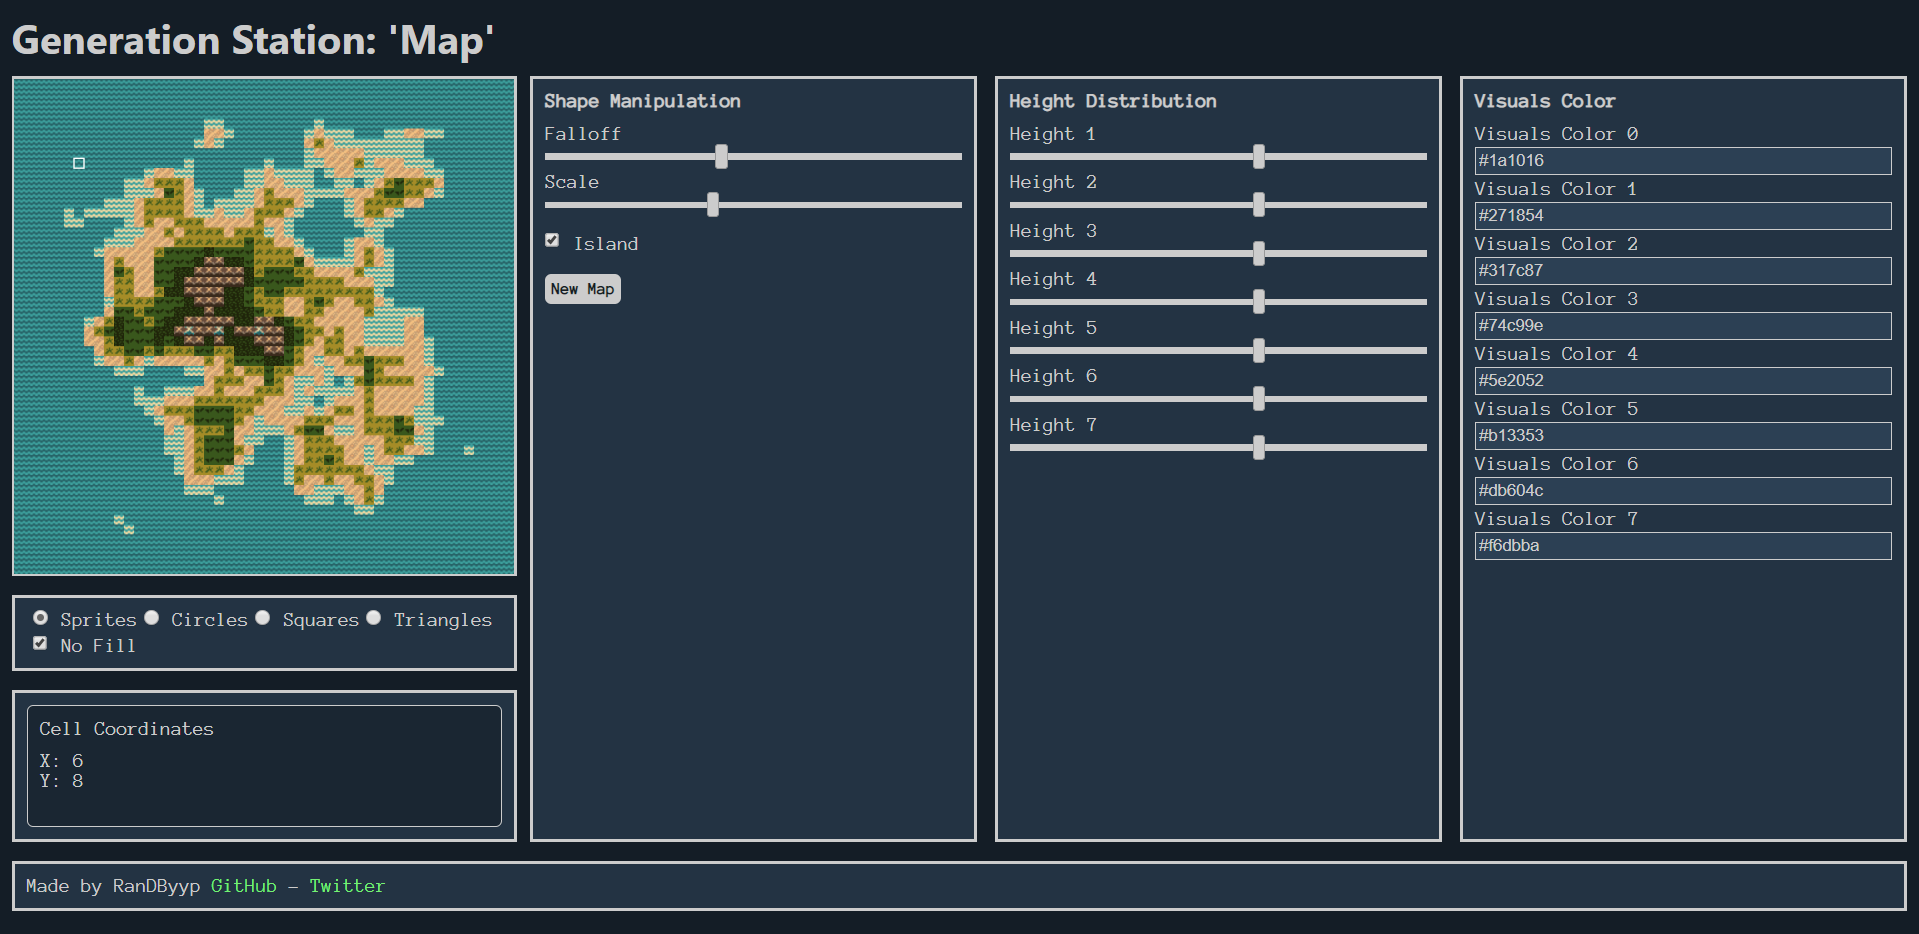 Generation Station: 'Map'
Shape Manipulation
Falloff
Scale
Island
New Map
Height Distribution
Height 1
Height 2
Height 3
Height 4
Height 5
Height 6
Height 7
Visuals Color
Visuals Color 0
#1a1016
Visuals Color 1
#271854
Visuals Color 2
#317c87
Visuals Color 3
#74c99e
Visuals Color 4
#5e2052
Visuals Color 5
#b13353
Visuals Color 6
#db604c
Visuals Color 7
#f6dbba
Sprites Circles Squares Triangles
No Fill
Cell Coordinates
X: 6
Y: 8
Made by RanDByyp GitHub - Twitter